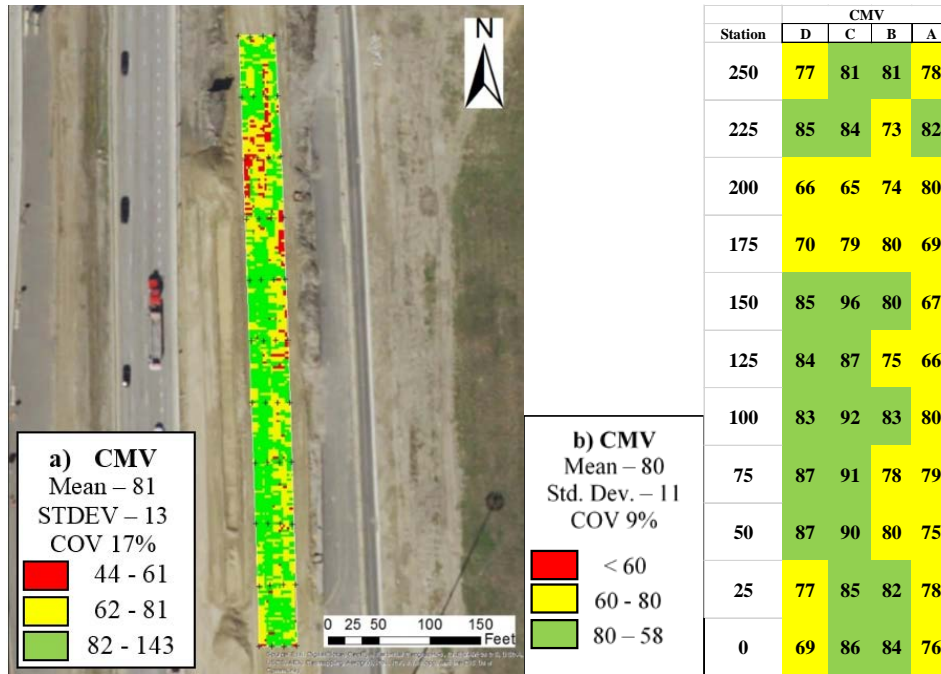 N
a) CMV
Mean – 81
STDEV – 13
COV 17%
44 - 61
62 - 81
82 - 143
0 25 50 100 150
Feet
b) CMV
Mean – 80
Std. Dev. – 11
COV 9%
< 60
60 - 80
80 – 58
CMV
Station D C B A
250 77 81 81 78
225 85 84 73 82
200 66 65 74 80
175 70 79 80 69
150 85 96 80 67
125 84 87 75 66
100 83 92 83 80
75 87 91 78 79
50 87 90 80 75
25 77 85 82 78
0 69 86 84 76